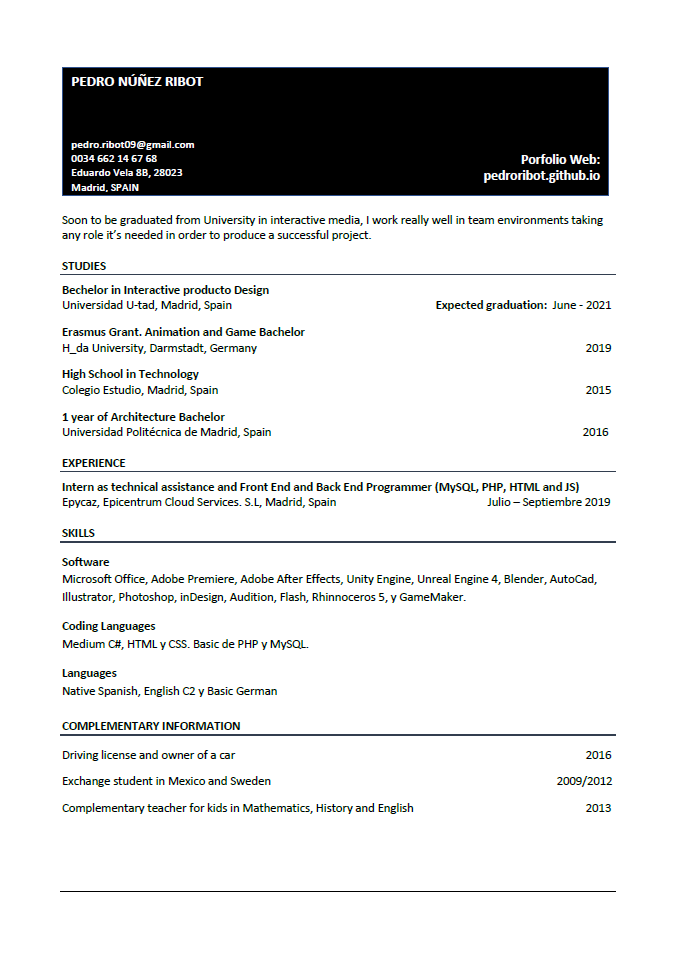 PEDRO NÚÑEZ RIBOT
pedro.ribot09@gmail.com
0034 662 14 67 68
Eduardo Vela 8B, 28023
Madrid, SPAIN
Porfolio Web:
pedroribot.github.io
Soon to be graduated from University in interactive media, I work really well in team environments taking
any role it’s needed in order to produce a successful project.
STUDIES
Bechelor in Interactive producto Design
Universidad U-tad, Madrid, Spain Expected graduation: June - 2021
Erasmus Grant. Animation and Game Bachelor
H_da University, Darmstadt, Germany 2019
High School in Technology
Colegio Estudio, Madrid, Spain 2015
1 year of Architecture Bachelor
Universidad Politécnica de Madrid, Spain 2016
EXPERIENCE
Intern as technical assistance and Front End and Back End Programmer (MySQL, PHP, HTML and JS)
Epycaz, Epicentrum Cloud Services. S.L, Madrid, Spain Julio – Septiembre 2019
SKILLS
Software
Microsoft Office, Adobe Premiere, Adobe After Effects, Unity Engine, Unreal Engine 4, Blender, AutoCad,
Illustrator, Photoshop, inDesign, Audition, Flash, Rhinnoceros 5, y GameMaker.
Coding Languages
Medium C#, HTML y CSS. Basic de PHP y MySQL.
Languages
Native Spanish, English C2 y Basic German
COMPLEMENTARY INFORMATION
Driving license and owner of a car 2016
Exchange student in Mexico and Sweden 2009/2012
Complementary teacher for kids in Mathematics, History and English 2013